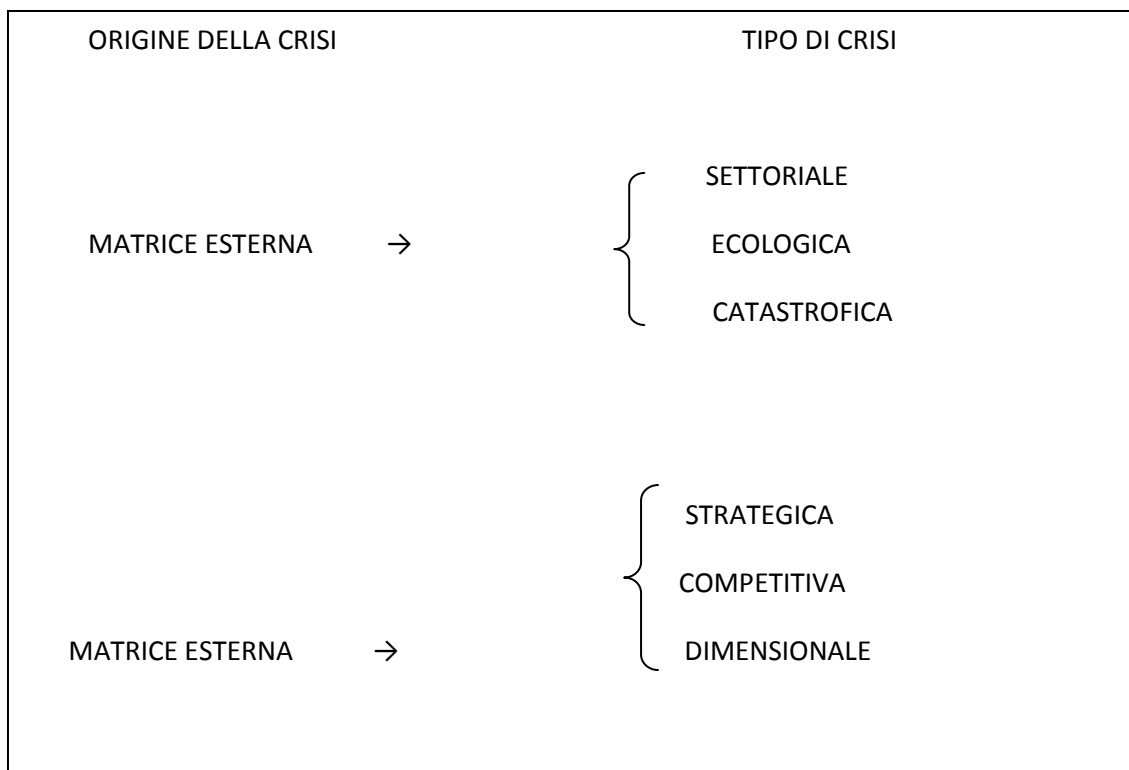 ORIGINE DELLA CRISI TIPO DI CRISI
SETTORIALE
MATRICE ESTERNA → ECOLOGICA
CATASTROFICA
STRATEGICA
COMPETITIVA
MATRICE ESTERNA → DIMENSIONALE